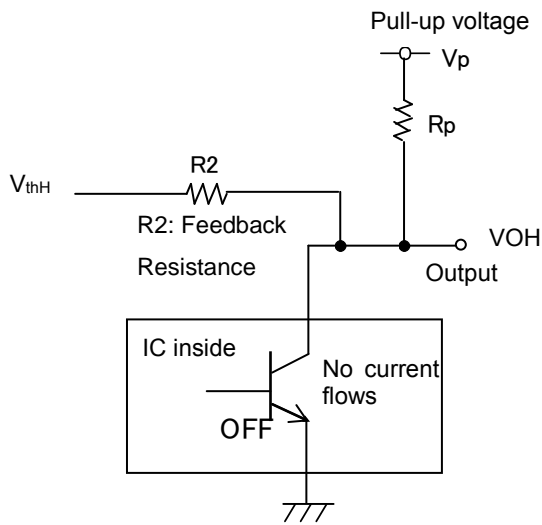 Pull-up voltage
Vp
Rp
R2
VthH
R2: Feedback
Resistance
VOH
Output
IC inside
No current
flows
OFF